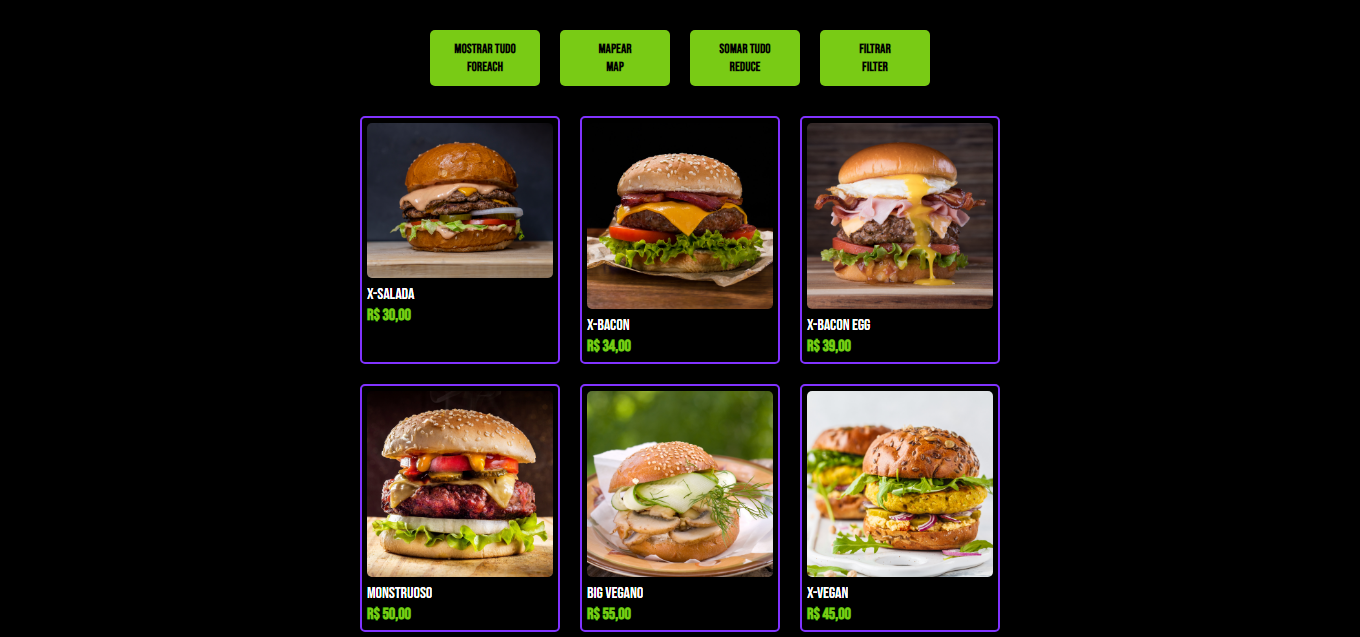 MOSTRAR TUDO
FOREACH
MAPEAR
MAP
SOMAR TUDO
REDUCE
FILTRAR
FILTER
X-SALADA
R$ 30,00
X-BACON
R$ 34,00
X-BACON EGG
R$ 39,00
MONSTRUOSO
R$ 50,00
BIG VEGANO
R$ 55,00
X-VEGAN
R$ 45,00